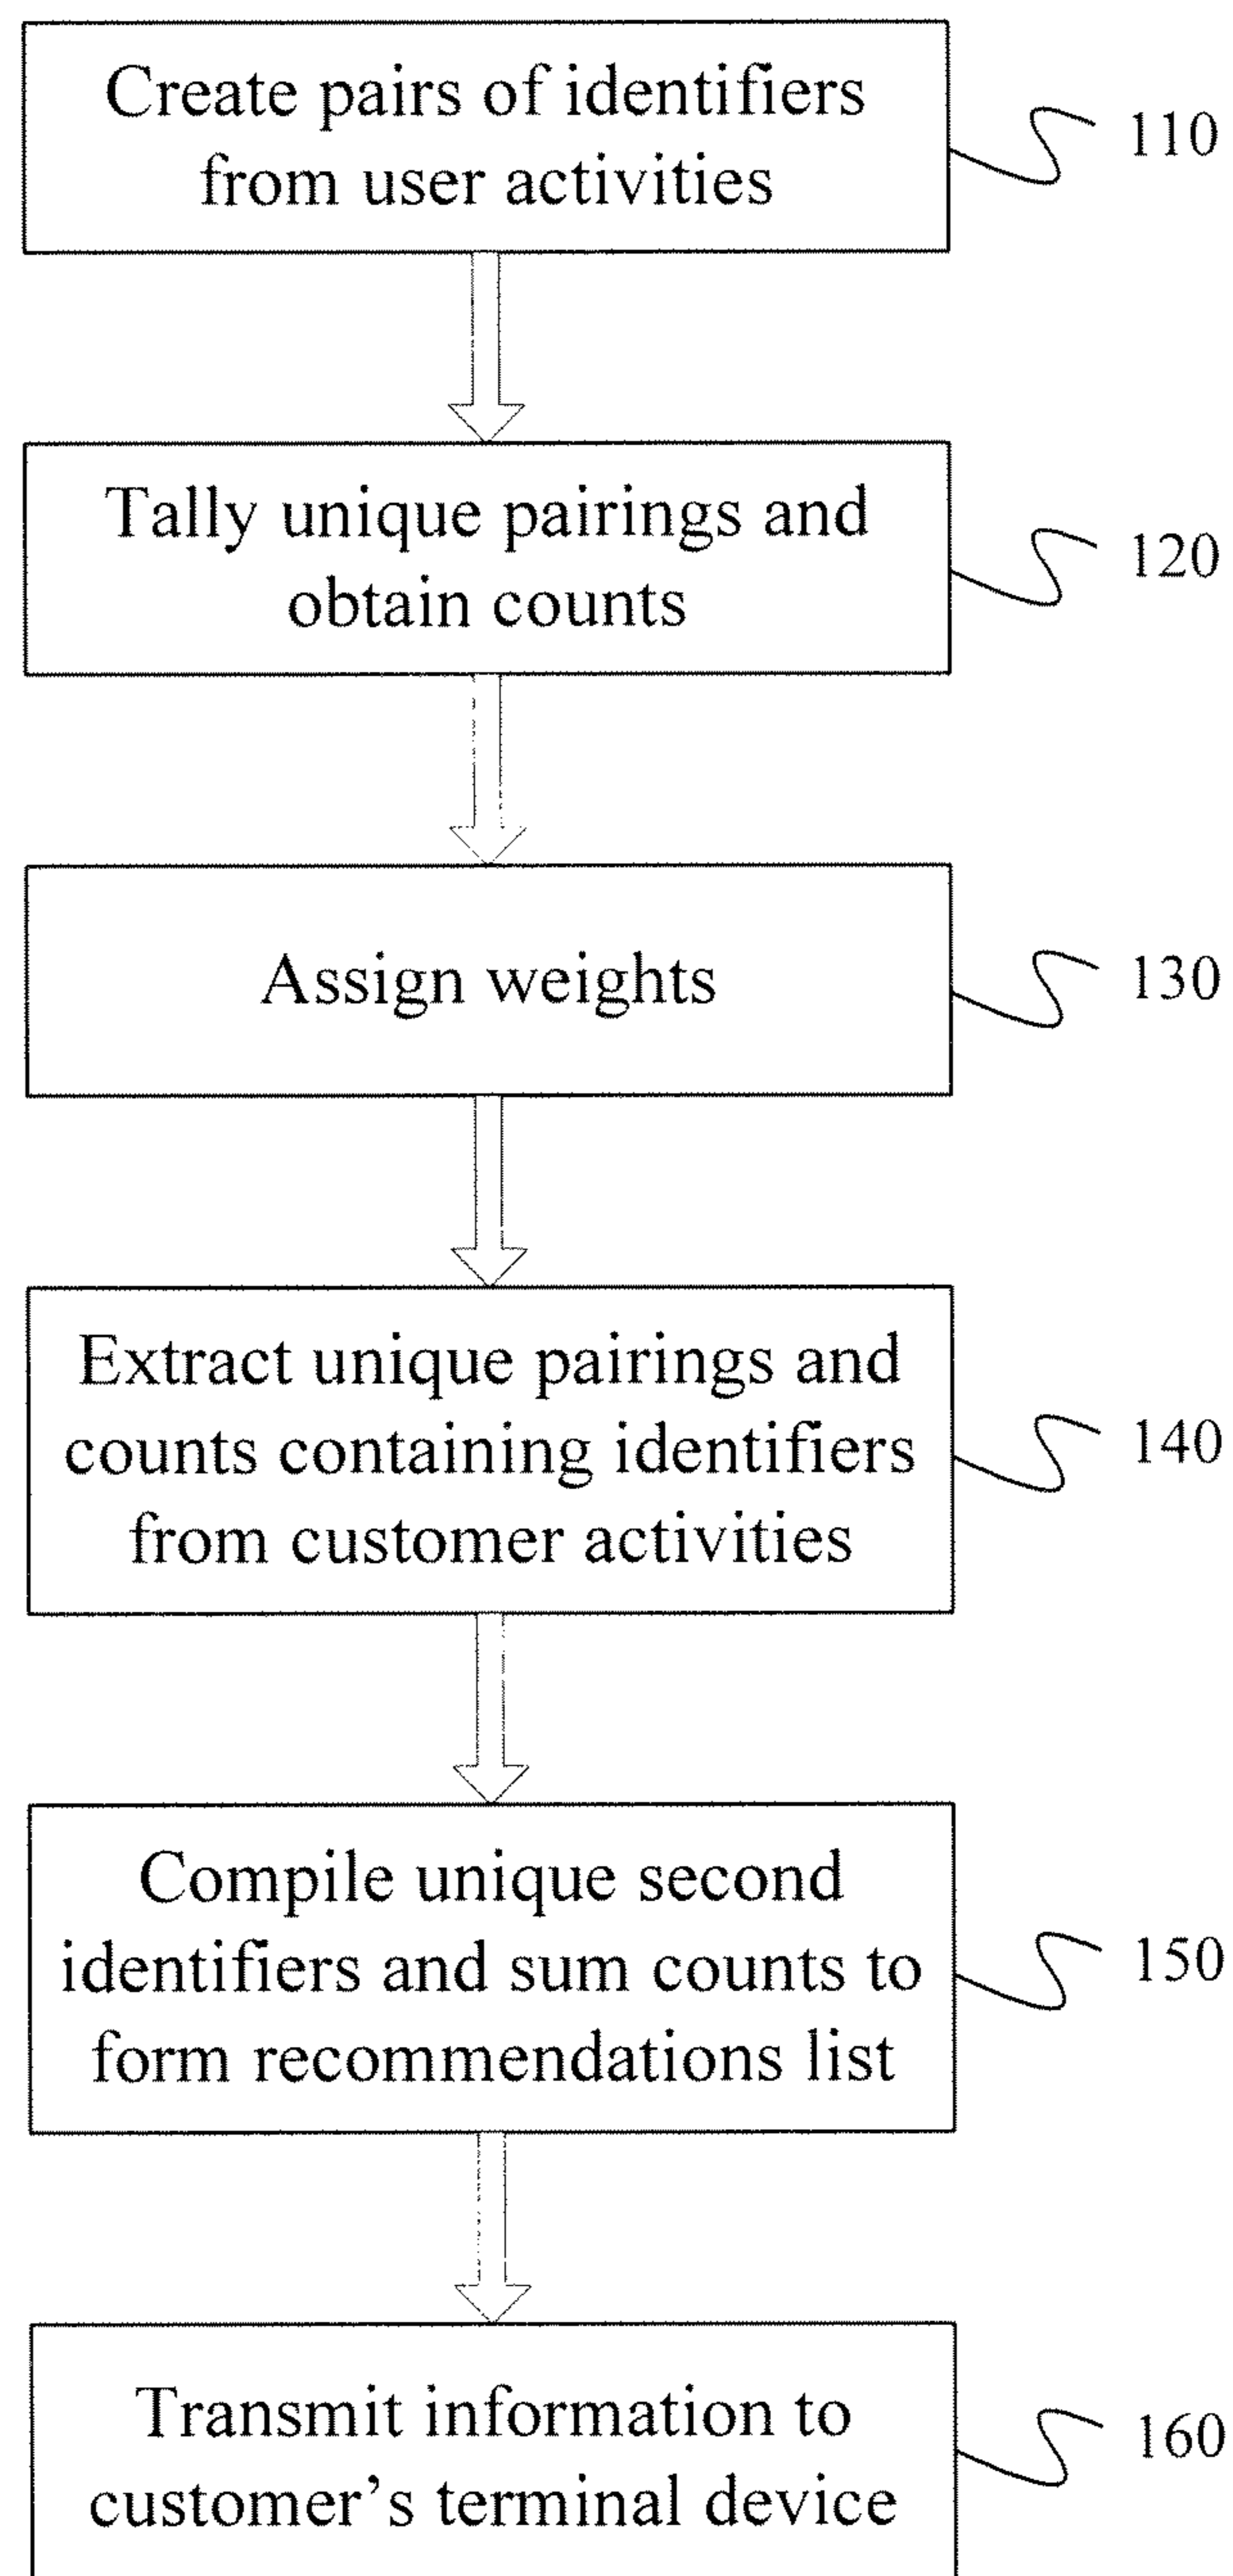 Create pairs of identifiers
from user activities
110
Tally unique pairings and
obtain counts
120
Assign weights
130
Extract unique pairings and
counts containing identifiers
from customer activities
140
Compile unique second
identifiers and sum counts to
form recommendations list
150
Transmit information to
customer’s terminal device
160